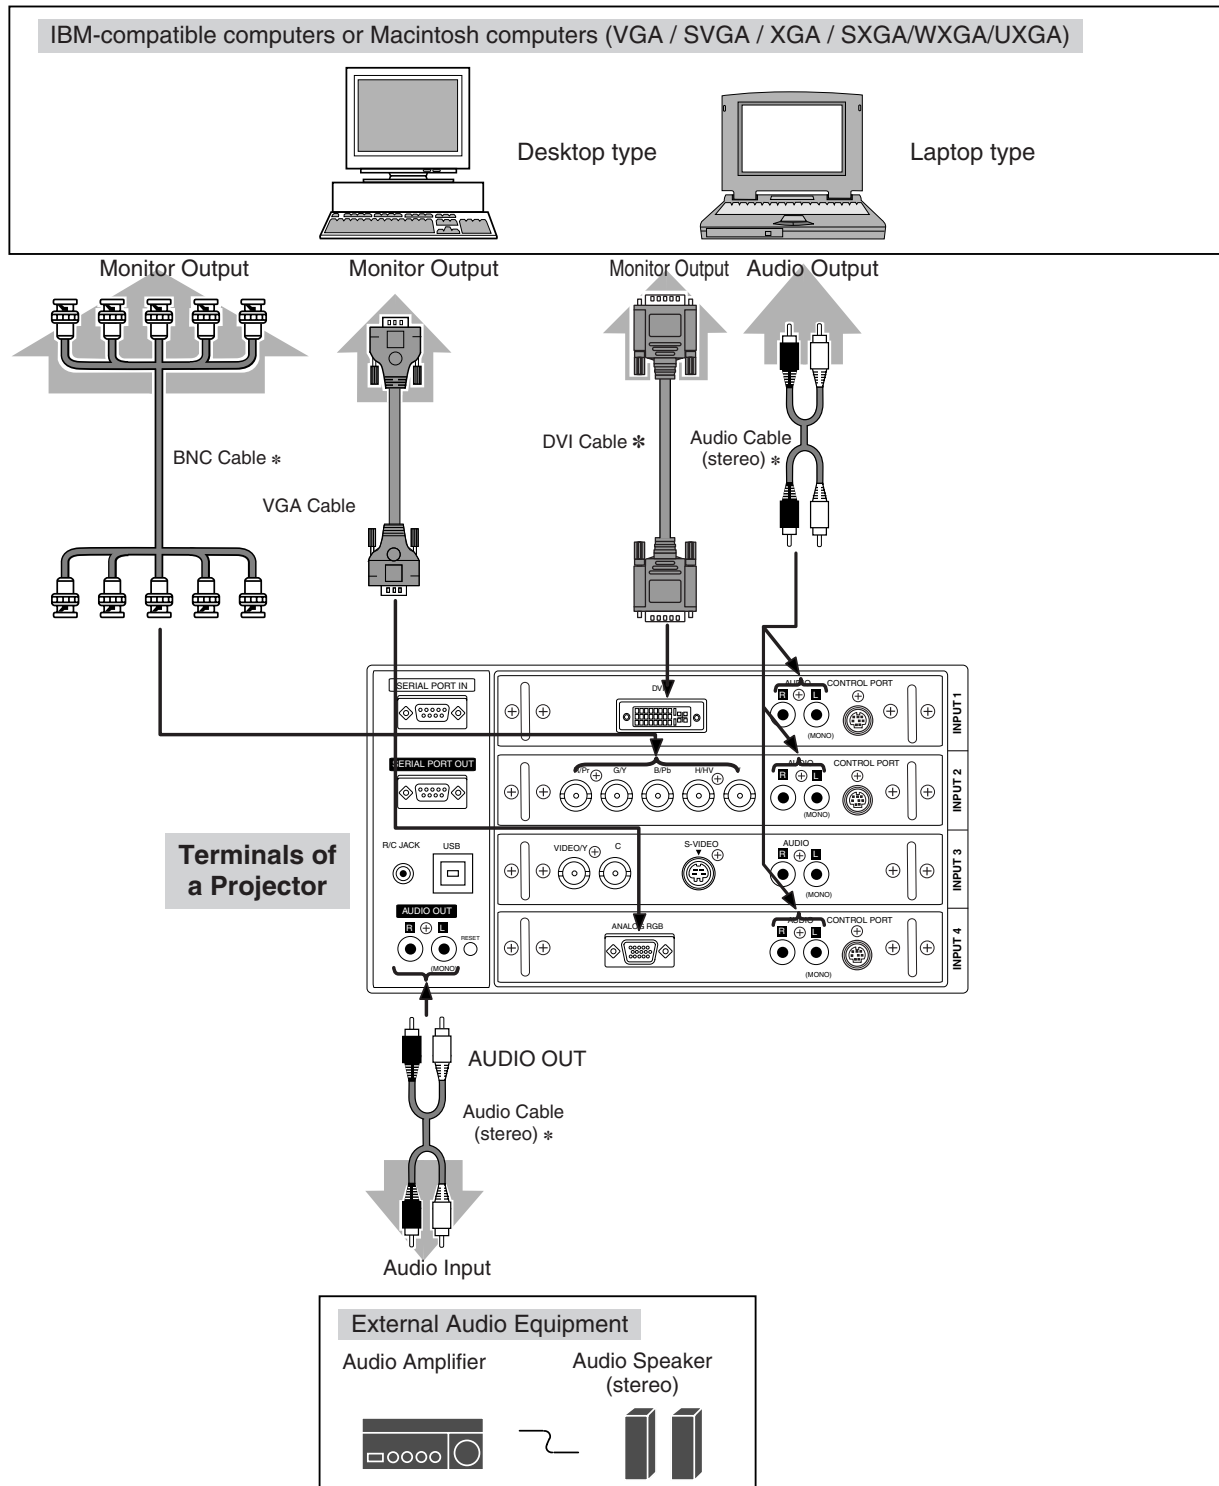 IBM-compatible computers or Macintosh computers (VGA / SVGA / XGA / SXGA/WXGA/UXGA)
Desktop type
Laptop type
Monitor Output
Monitor Output
Monitor Output
Audio Output
BNC Cable *
VGA Cable
DVI Cable *
Audio Cable
(stereo) *
Terminals of
a Projector
SERIAL PORT IN
SERIAL PORT OUT
R/C JACK
USB
AUDIO OUT
R
L
RESET
(MONO)
AUDIO
R
L
(MONO)
CONTROL PORT
INPUT 1
G/Y
B/Pb
H/HV
AUDIO
R
L
(MONO)
CONTROL PORT
INPUT 2
VIDEO/Y
C
S-VIDEO
AUDIO
R
L
(MONO)
INPUT 3
ANALOG RGB
AUDIO
R
L
(MONO)
CONTROL PORT
INPUT 4
AUDIO OUT
Audio Cable
(stereo) *
Audio Input
External Audio Equipment
Audio Amplifier
Audio Speaker
(stereo)